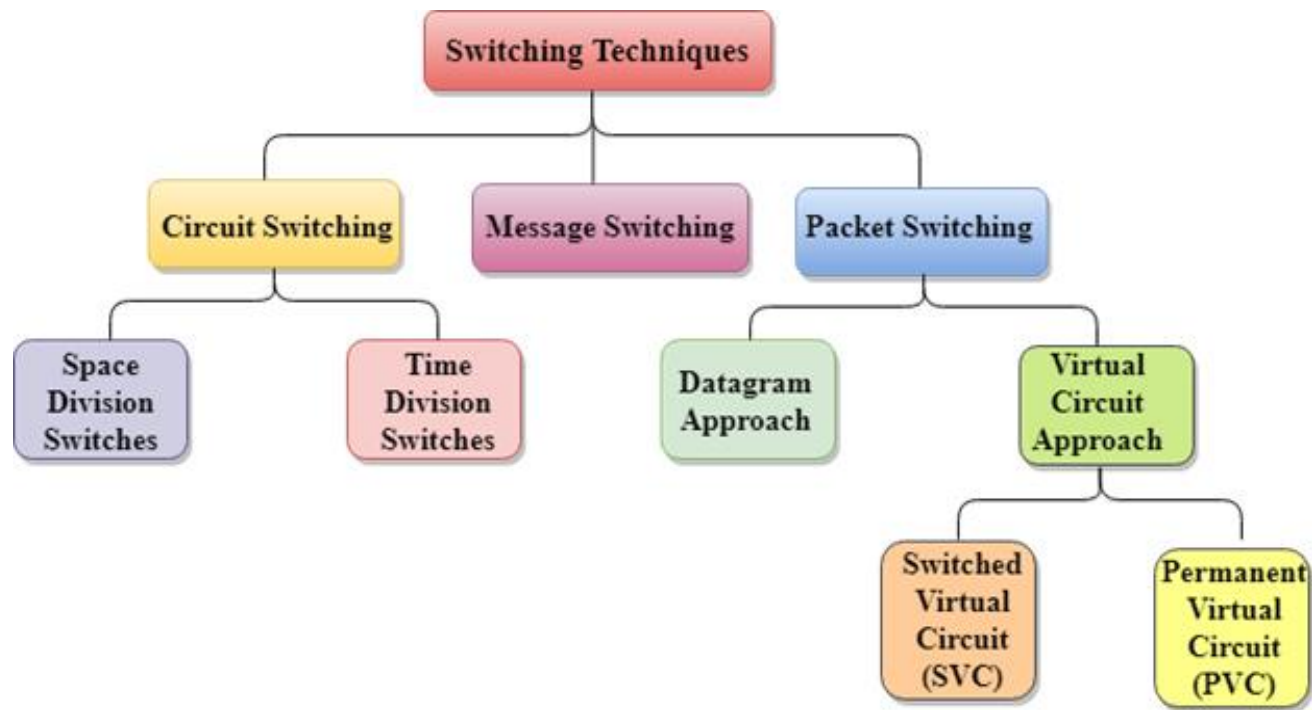 Switching Techniques
Circuit Switching
Message Switching
Packet Switching
Space
Division
Switches
Time
Division
Switches
Datagram
Approach
Virtual
Circuit
Approach
Switched
Virtual
Circuit
(SVC)
Permanent
Virtual
Circuit
(PVC)